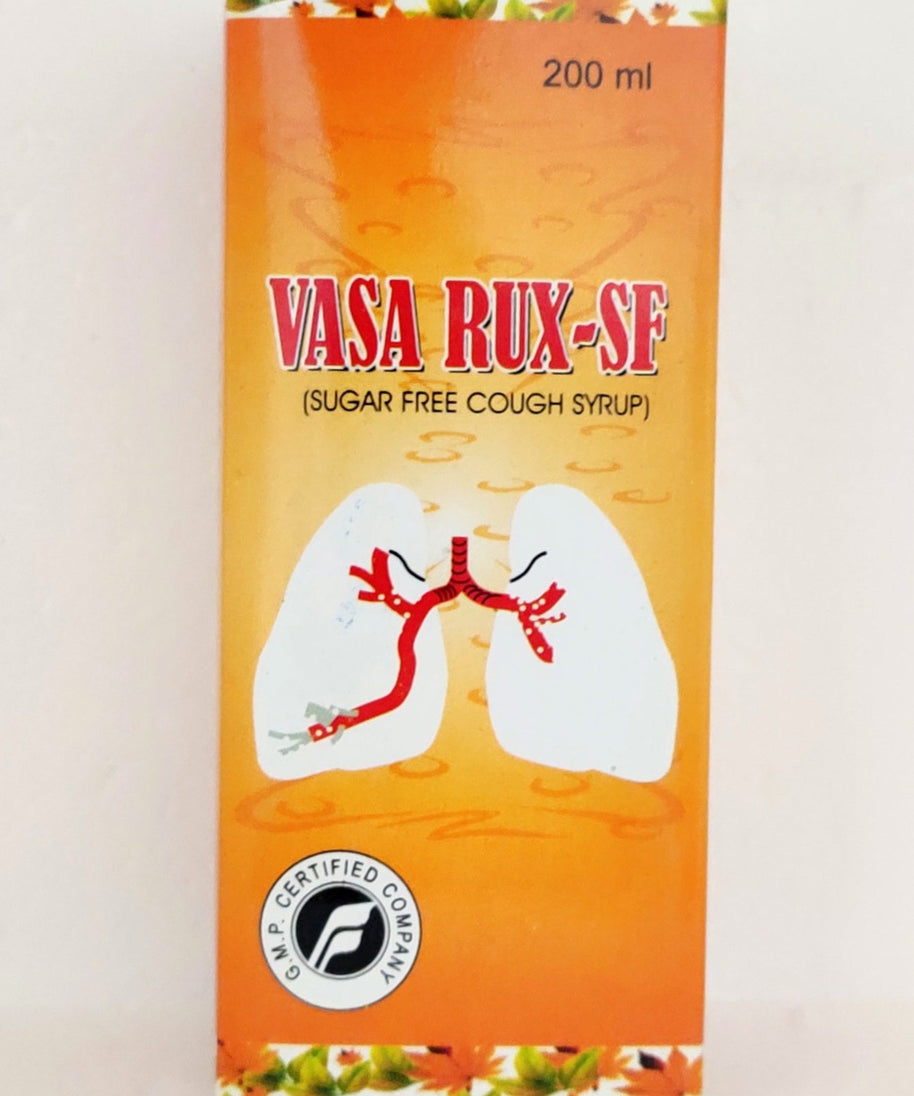 200 ml
VASA RUX-SF
(SUGAR FREE COUGH SYRUP)
G.M.P. CERTIFIED COMPANY